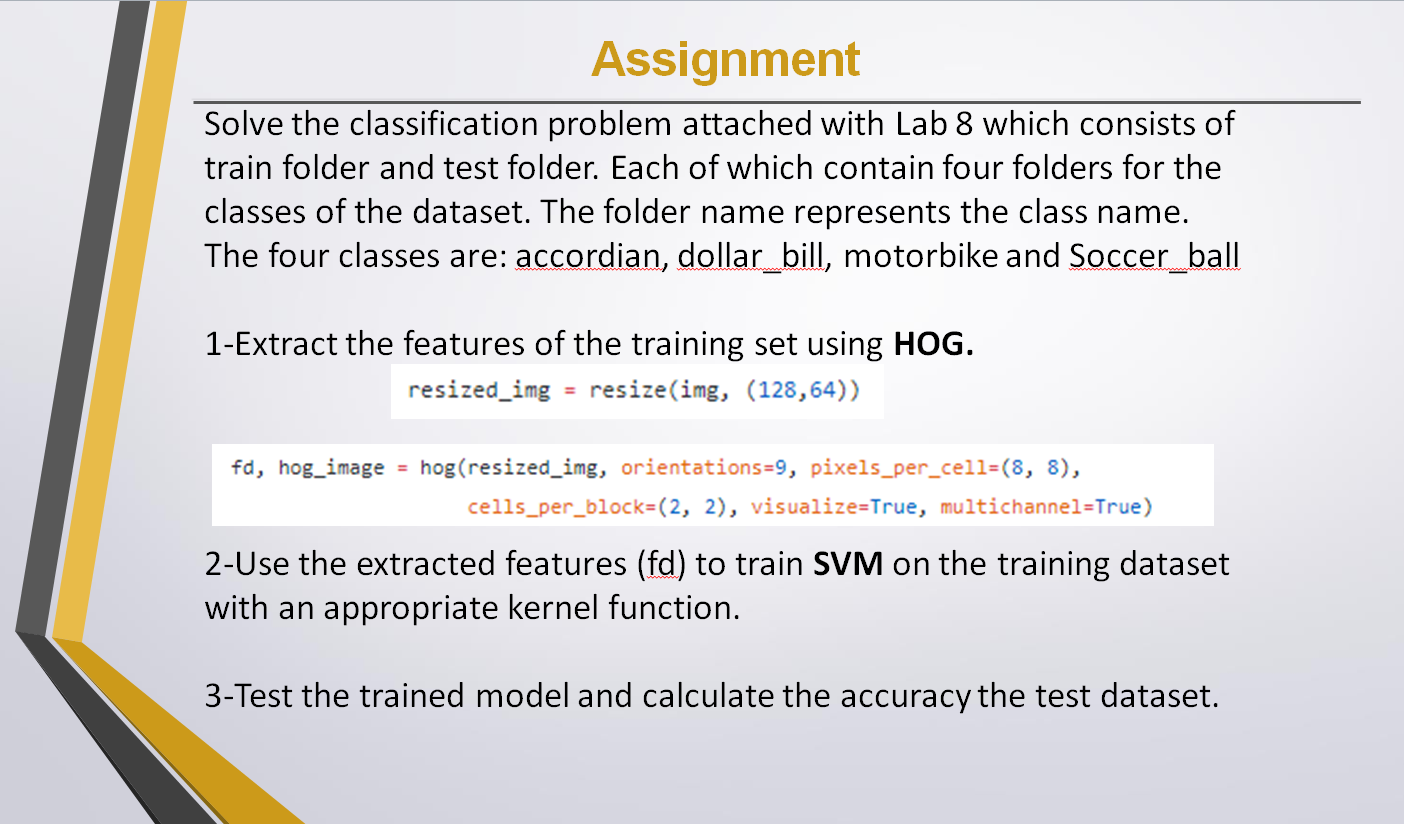 Assignment
Solve the classification problem attached with Lab 8 which consists of
train folder and test folder. Each of which contain four folders for the
classes of the dataset. The folder name represents the class name.
The four classes are: accordian, dollar_bill, motorbike and Soccer_ball
1-Extract the features of the training set using HOG.
resized_img = resize(img, (128,64))
fd, hog_image = hog(resized_img, orientations=9, pixels_per_cell=(8, 8),
cells_per_block=(2, 2), visualize=True, multichannel=True)
2-Use the extracted features (fd) to train SVM on the training dataset
with an appropriate kernel function.
3-Test the trained model and calculate the accuracy the test dataset.